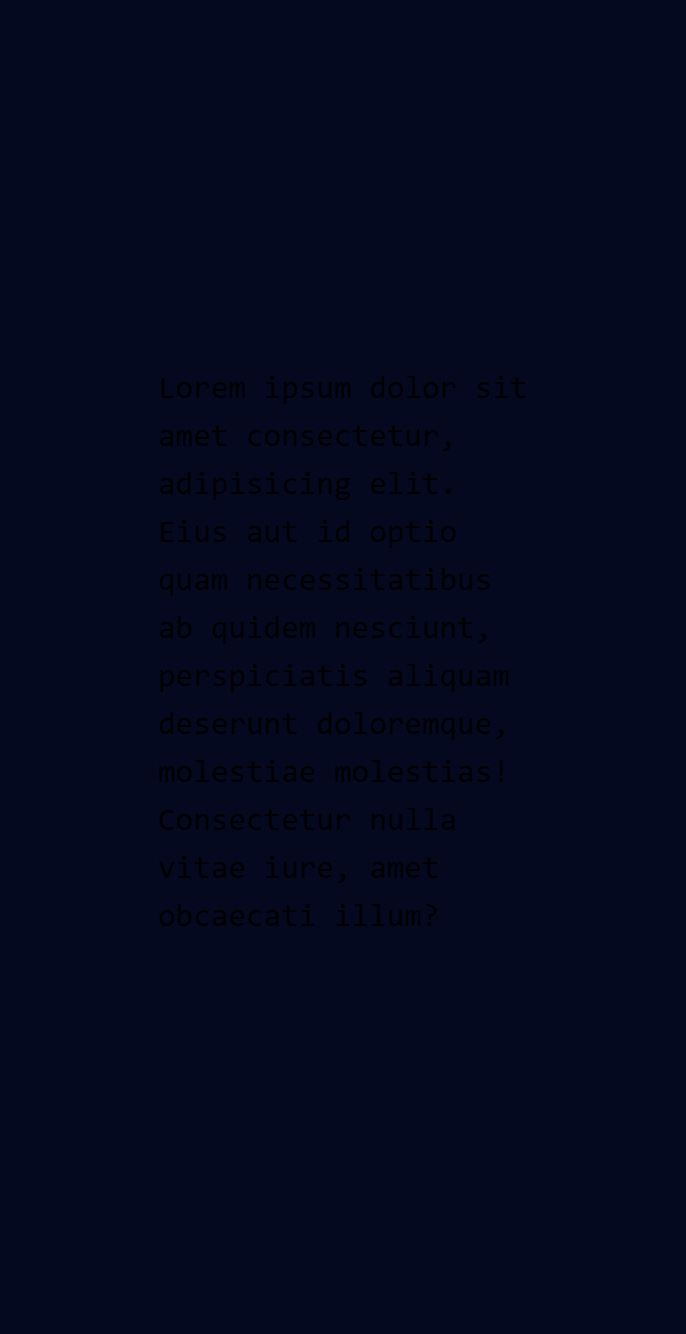 Lorem ipsum dolor sit
amet consectetur,
adipisicing elit.
Eius aut id optio
quam necessitatibus
ab quidem nesciunt,
perspiciatis aliquam
deserunt doloremque,
molestiae molestias!
Consectetur nulla
vitae iure, amet
obcaecati illum?